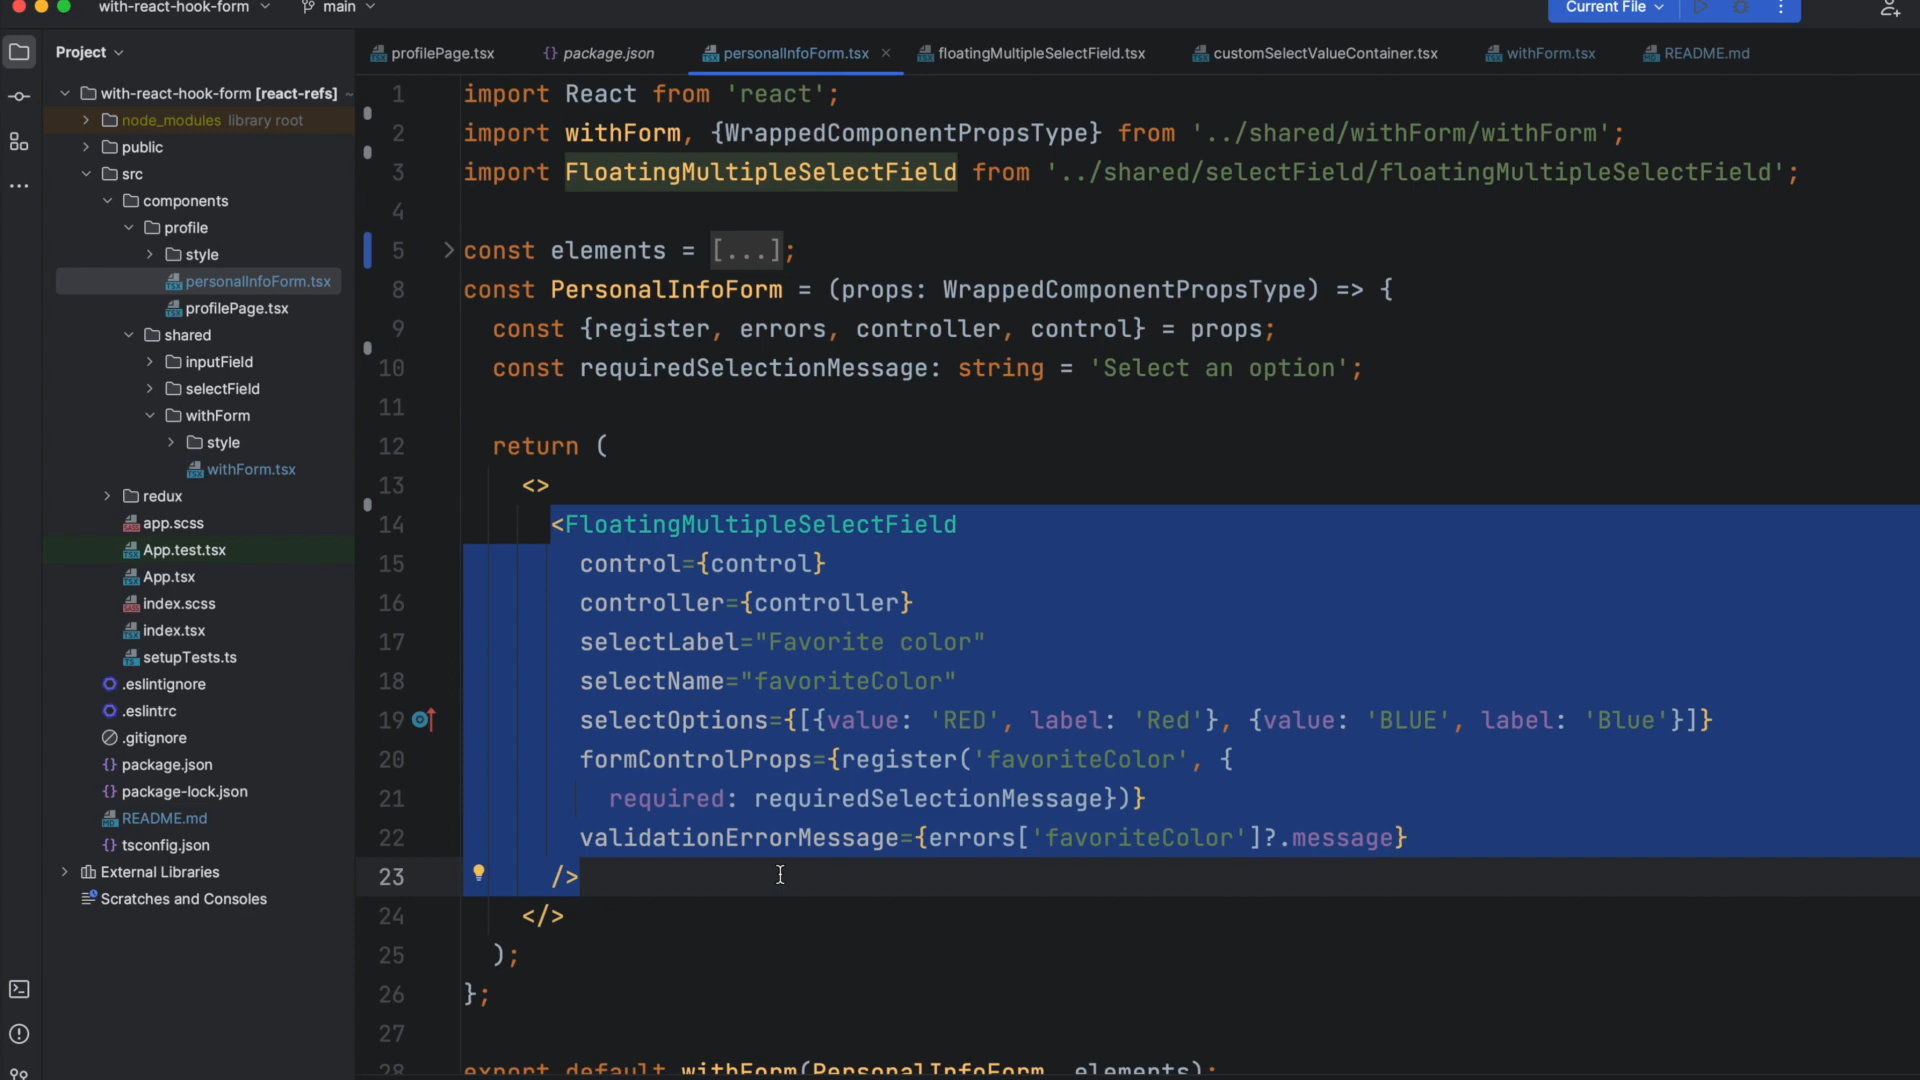 with-react-hook-form
main
Current File
Project
profilePage.tsx
package.json
personalInfoForm.tsx
floatingMultipleSelectField.tsx
customSelectValueContainer.tsx
withForm.tsx
README.md
with-react-hook-form [react-refs] ~
node_modules library root
public
src
components
profile
style
personalInfoForm.tsx
profilePage.tsx
shared
inputField
selectField
withForm
style
withForm.tsx
redux
app.scss
App.test.tsx
App.tsx
index.scss
index.tsx
setupTests.ts
.eslintignore
.eslintrc
.gitignore
package.json
package-lock.json
README.md
tsconfig.json
External Libraries
Scratches and Consoles
1 import React from 'react';
2 import withForm, {WrappedComponentPropsType} from '../shared/withForm/withForm';
3 import FloatingMultipleSelectField from '../shared/selectField/floatingMultipleSelectField';
4
5 const elements = [...];
8 const PersonalInfoForm = (props: WrappedComponentPropsType) => {
9 const {register, errors, controller, control} = props;
10 const requiredSelectionMessage: string = 'Select an option';
11
12 return (
13 <>
14 <FloatingMultipleSelectField
15 control={control}
16 controller={controller}
17 selectLabel="Favorite color"
18 selectName="favoriteColor"
19 selectOptions={[{value: 'RED', label: 'Red'}, {value: 'BLUE', label: 'Blue'}]}
20 formControlProps={register('favoriteColor', {
21 required: requiredSelectionMessage})}
22 validationErrorMessage={errors['favoriteColor']?.message}
23 />
24 </>
25 );
26 };
27
28 export default withForm(PersonalInfoForm, elements);